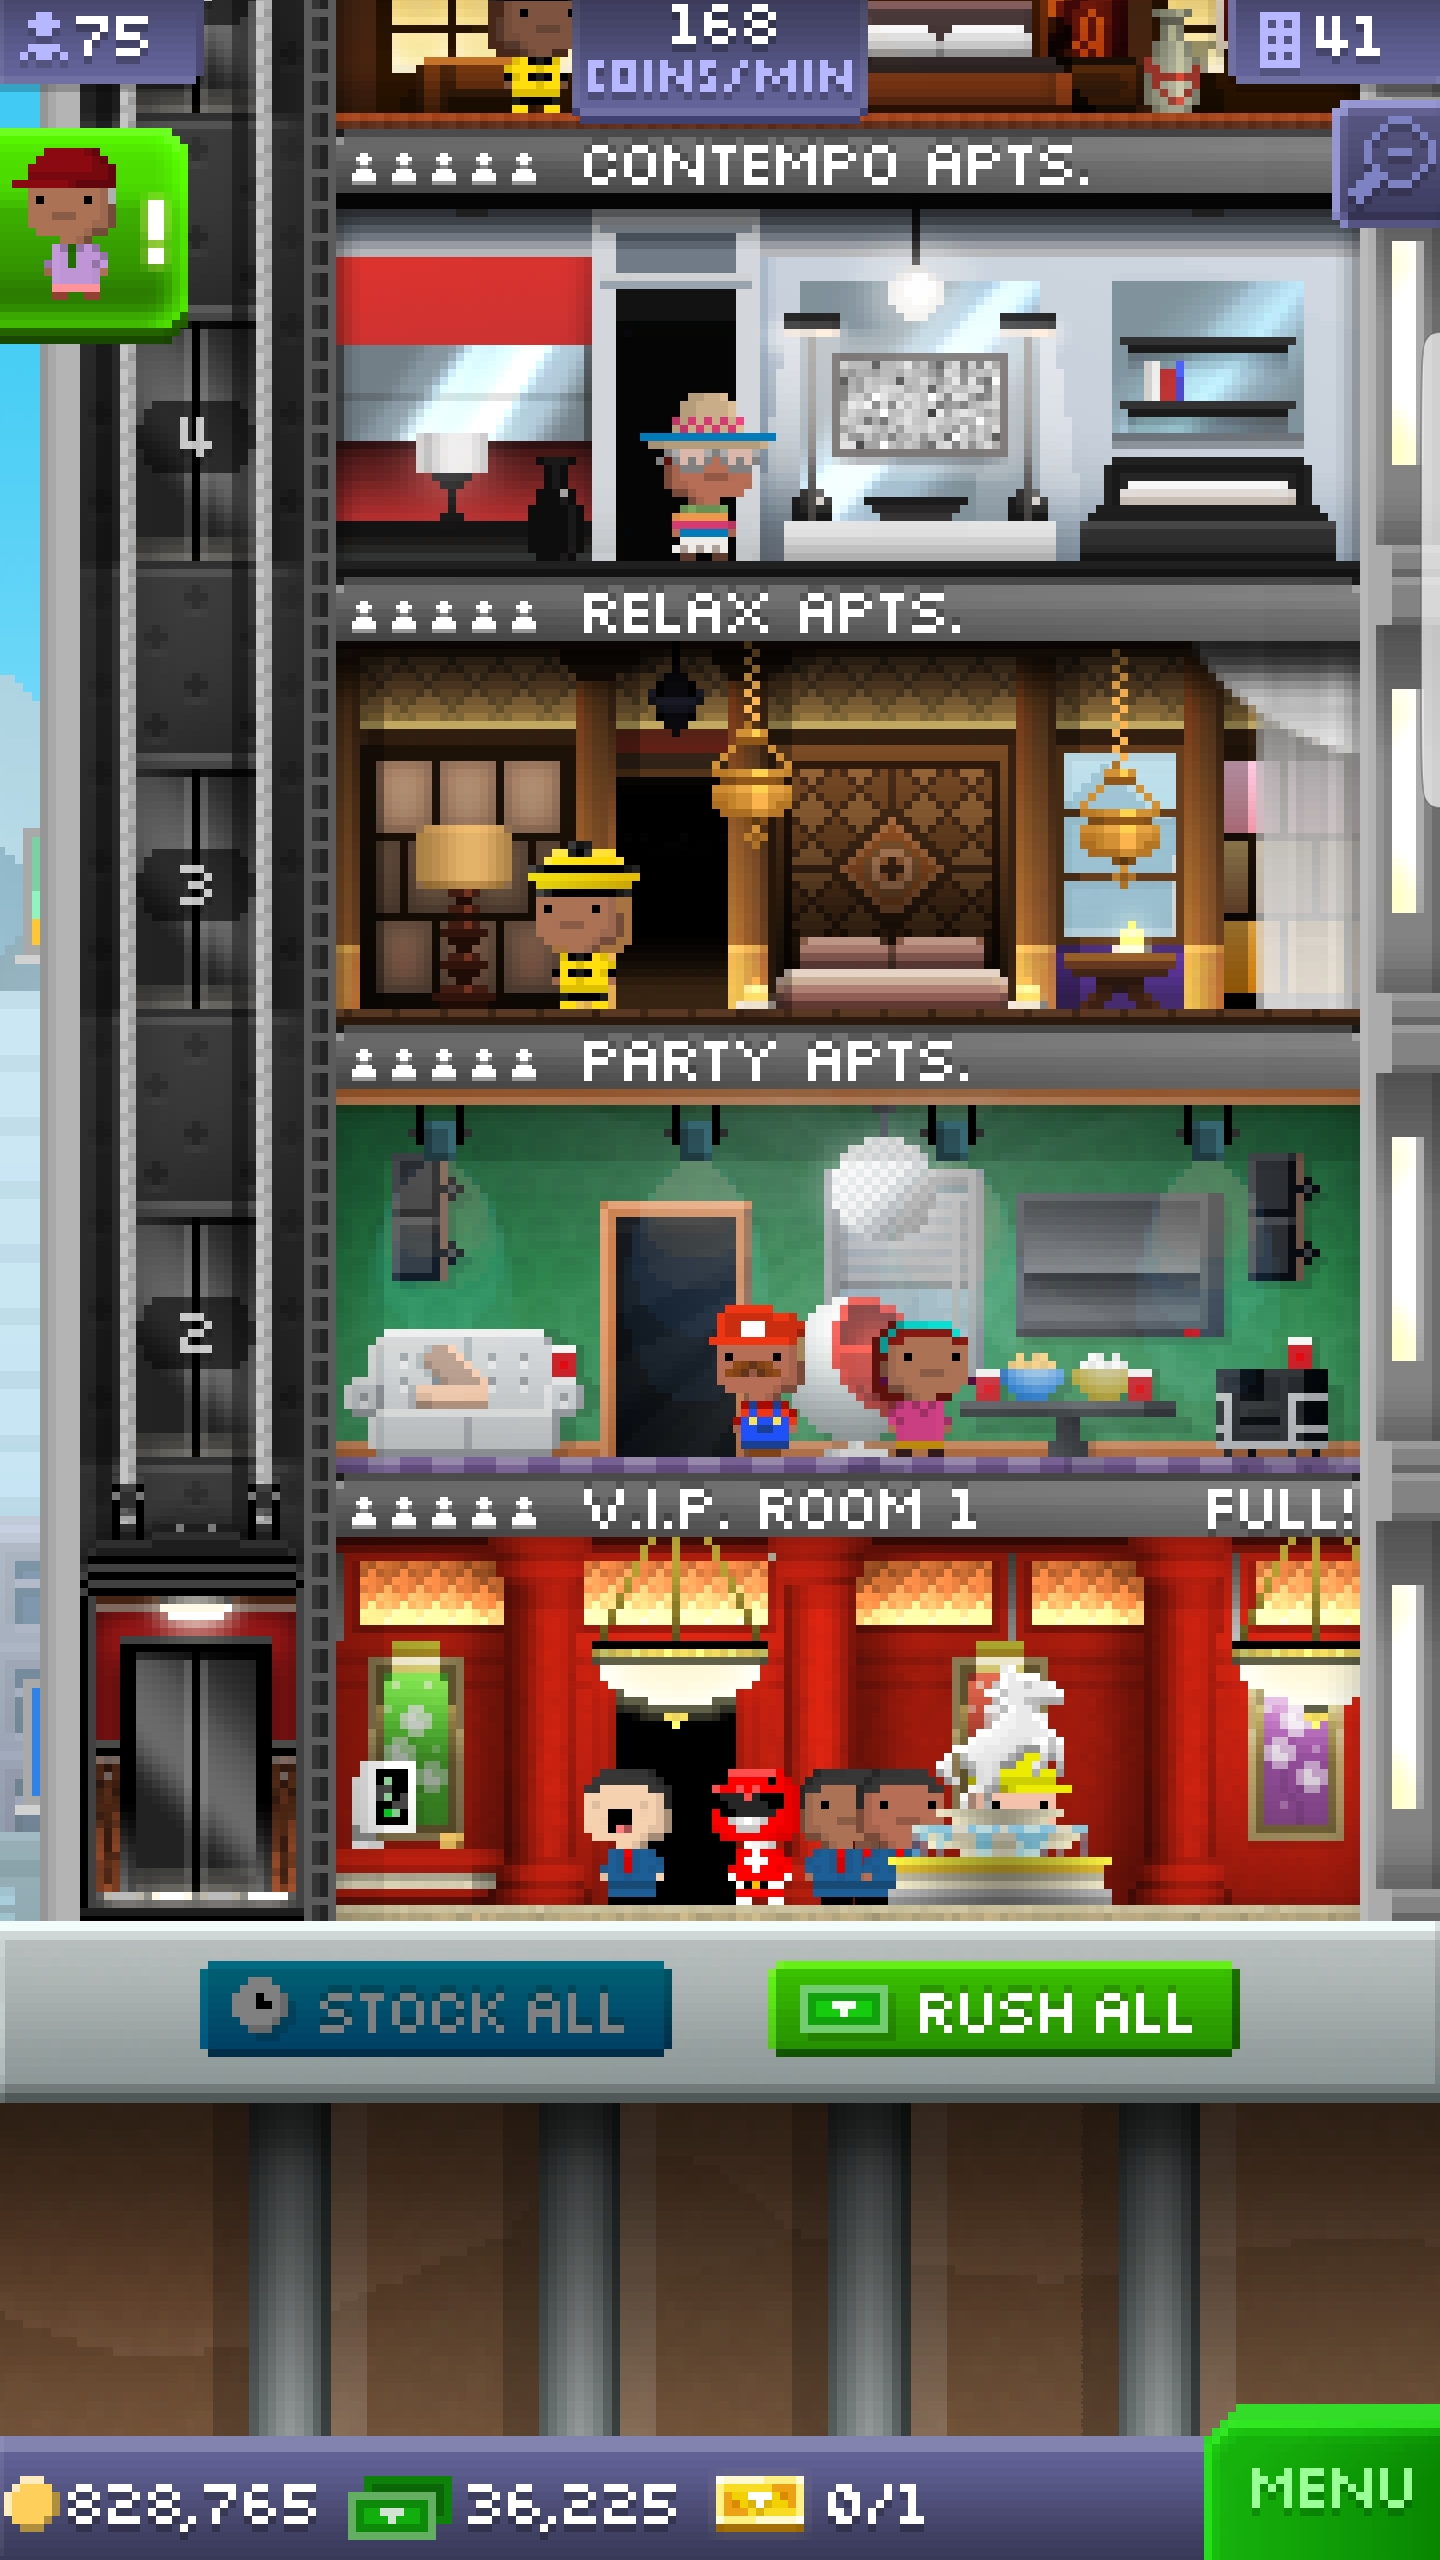 75
168
COINS/MIN
41
CONTEMPO APTS.
!
4
RELAX APTS.
3
PARTY APTS.
2
V.I.P. ROOM 1 FULL!
STOCK ALL
RUSH ALL
828,765
36,225
0/1
MENU